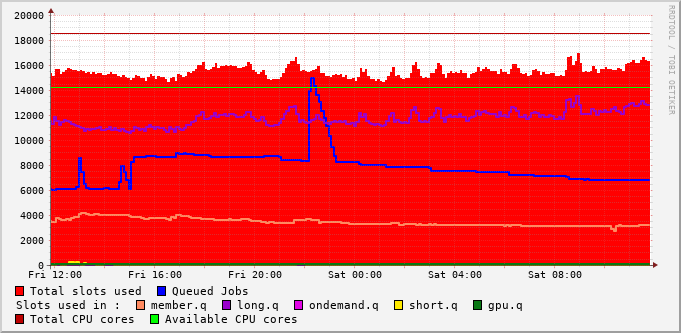 20000
18000
16000
14000
12000
10000
8000
6000
4000
2000
0
Fri 12:00 Fri 16:00 Fri 20:00 Sat 00:00 Sat 04:00 Sat 08:00
Total slots used Queued Jobs
Slots used in : member.q long.q ondemand.q short.q gpu.q
Total CPU cores Available CPU cores
RRDTOOL / TOBI OETIKER